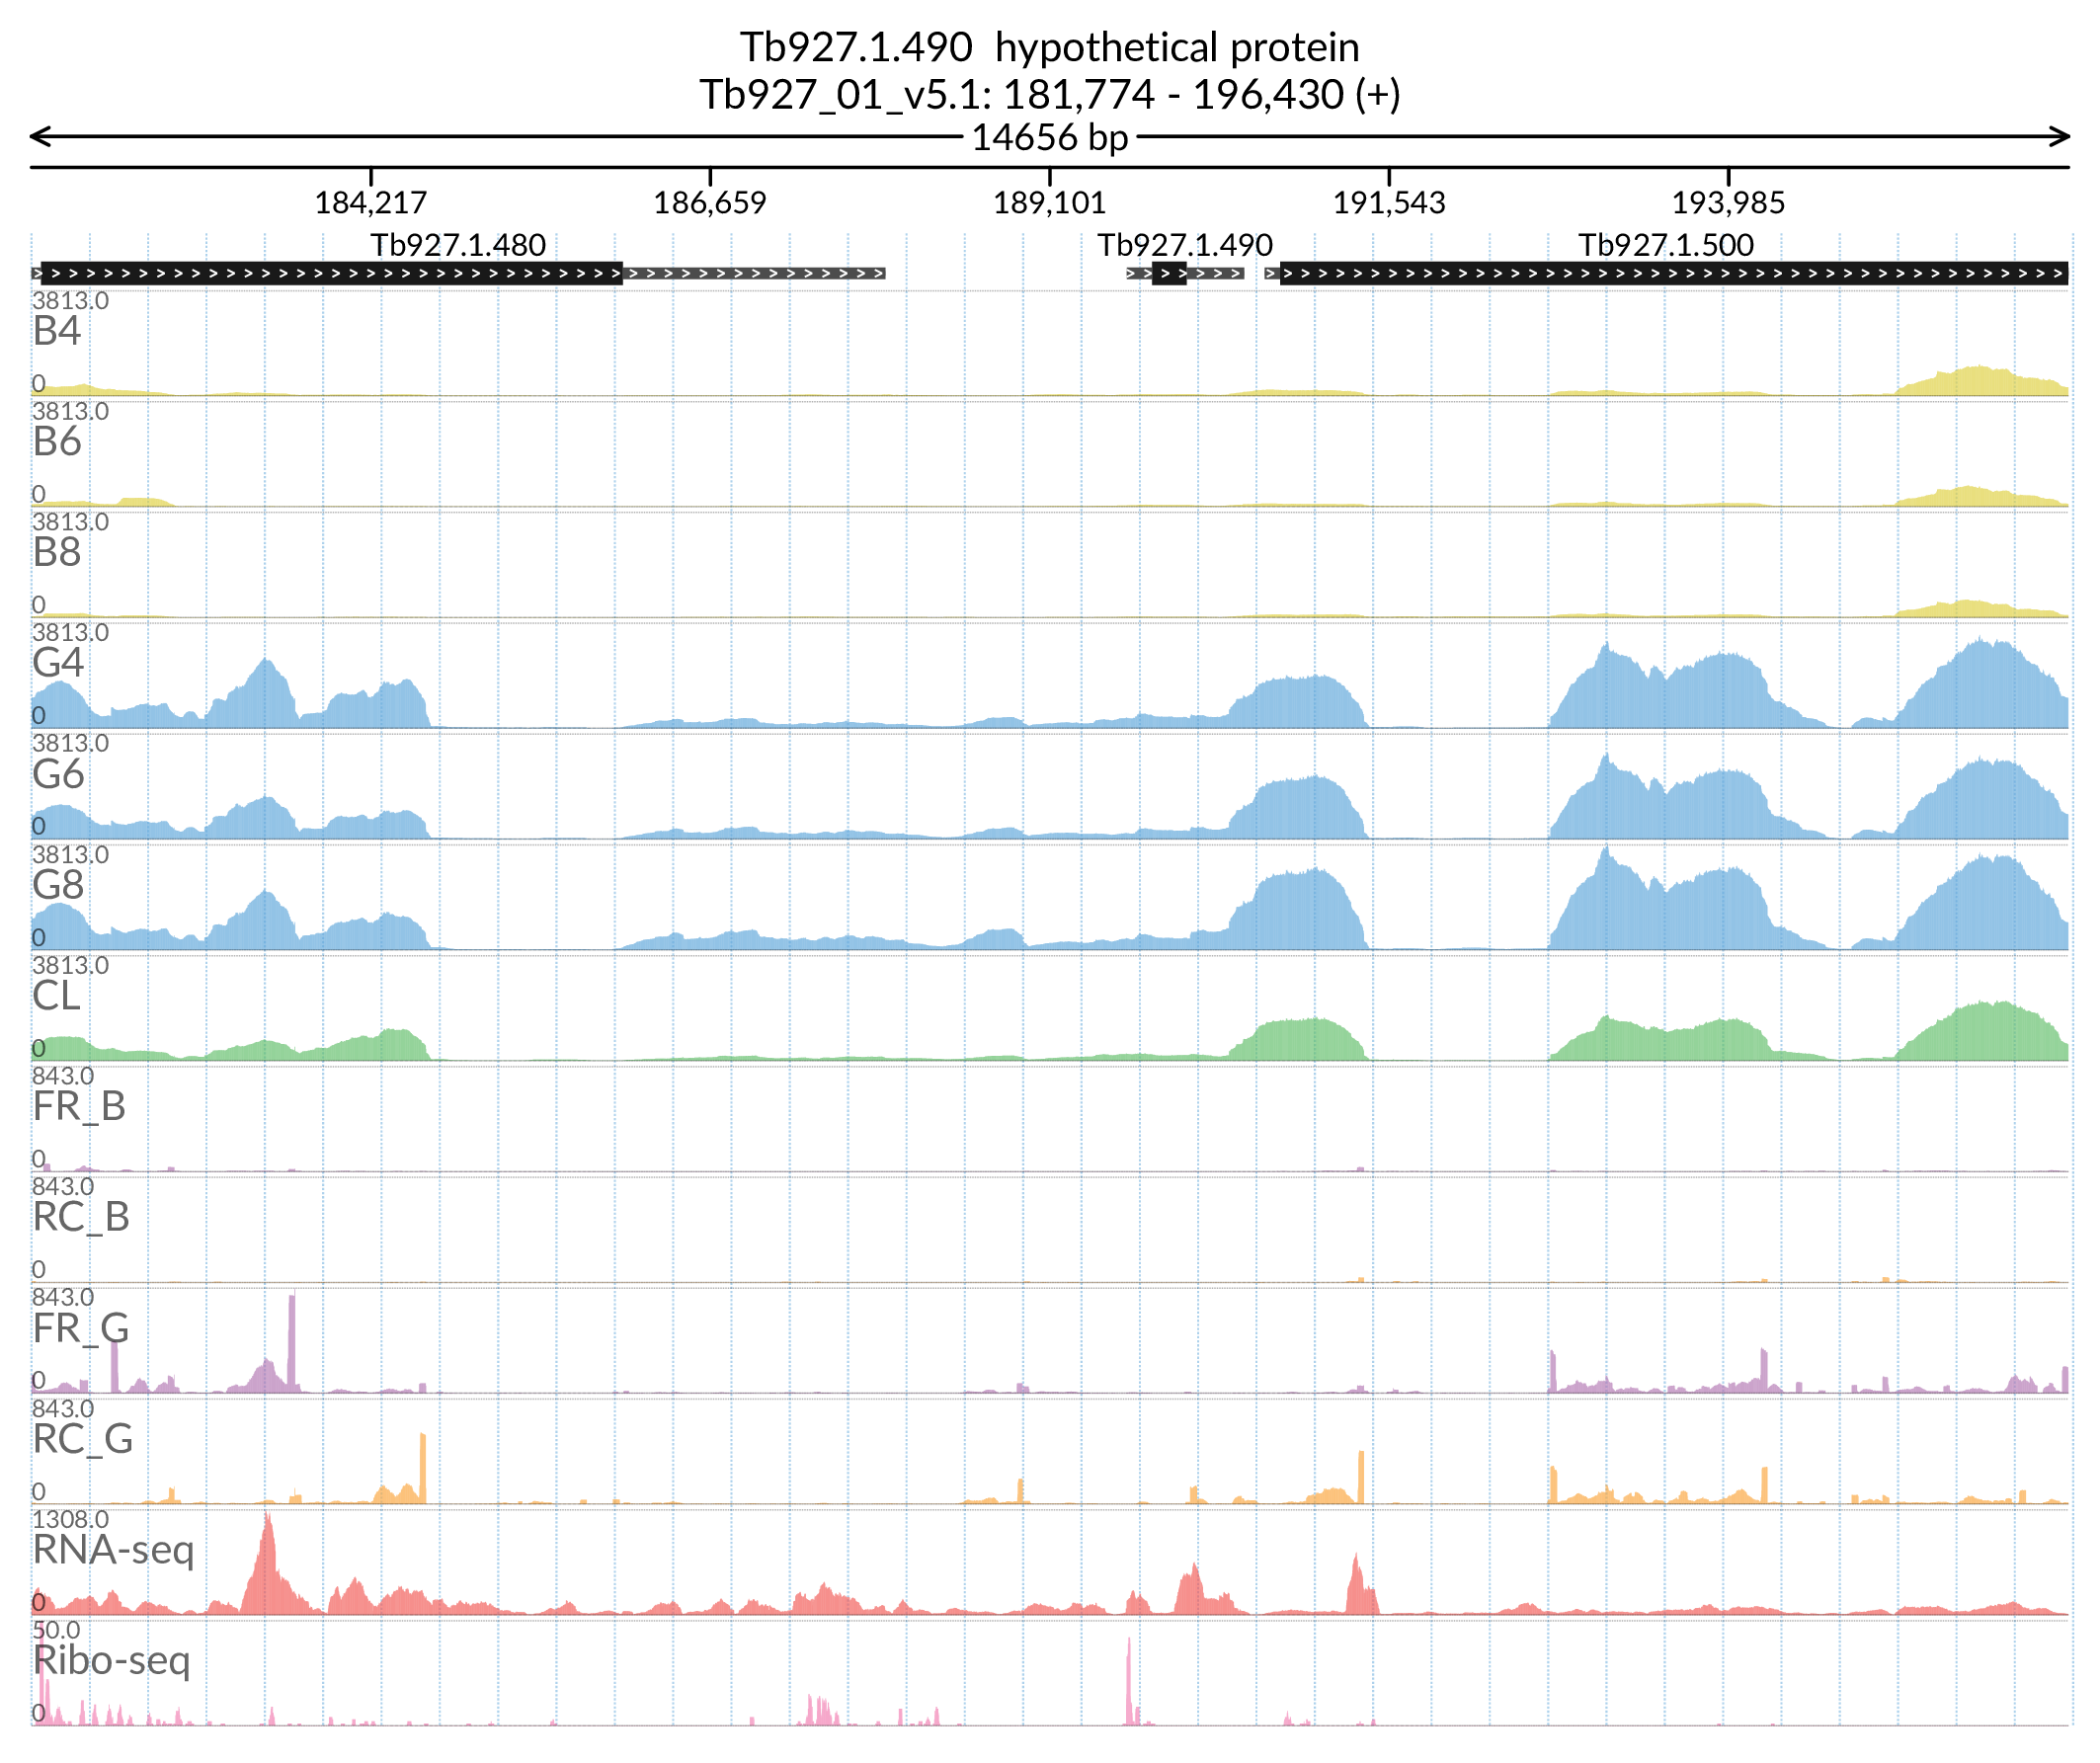 Tb927.1.490  hypothetical protein
Tb927_01_v5.1: 181,774 - 196,430 (+)
14656 bp
184,217 186,659 189,101 191,543 193,985
Tb927.1.480 Tb927.1.490 Tb927.1.500
3813.0
B4
0
3813.0
B6
0
3813.0
B8
0
3813.0
G4
0
3813.0
G6
0
3813.0
G8
0
3813.0
CL
0
843.0
FR_B
0
843.0
RC_B
0
843.0
FR_G
0
843.0
RC_G
0
1308.0
RNA-seq
0
50.0
Ribo-seq
0